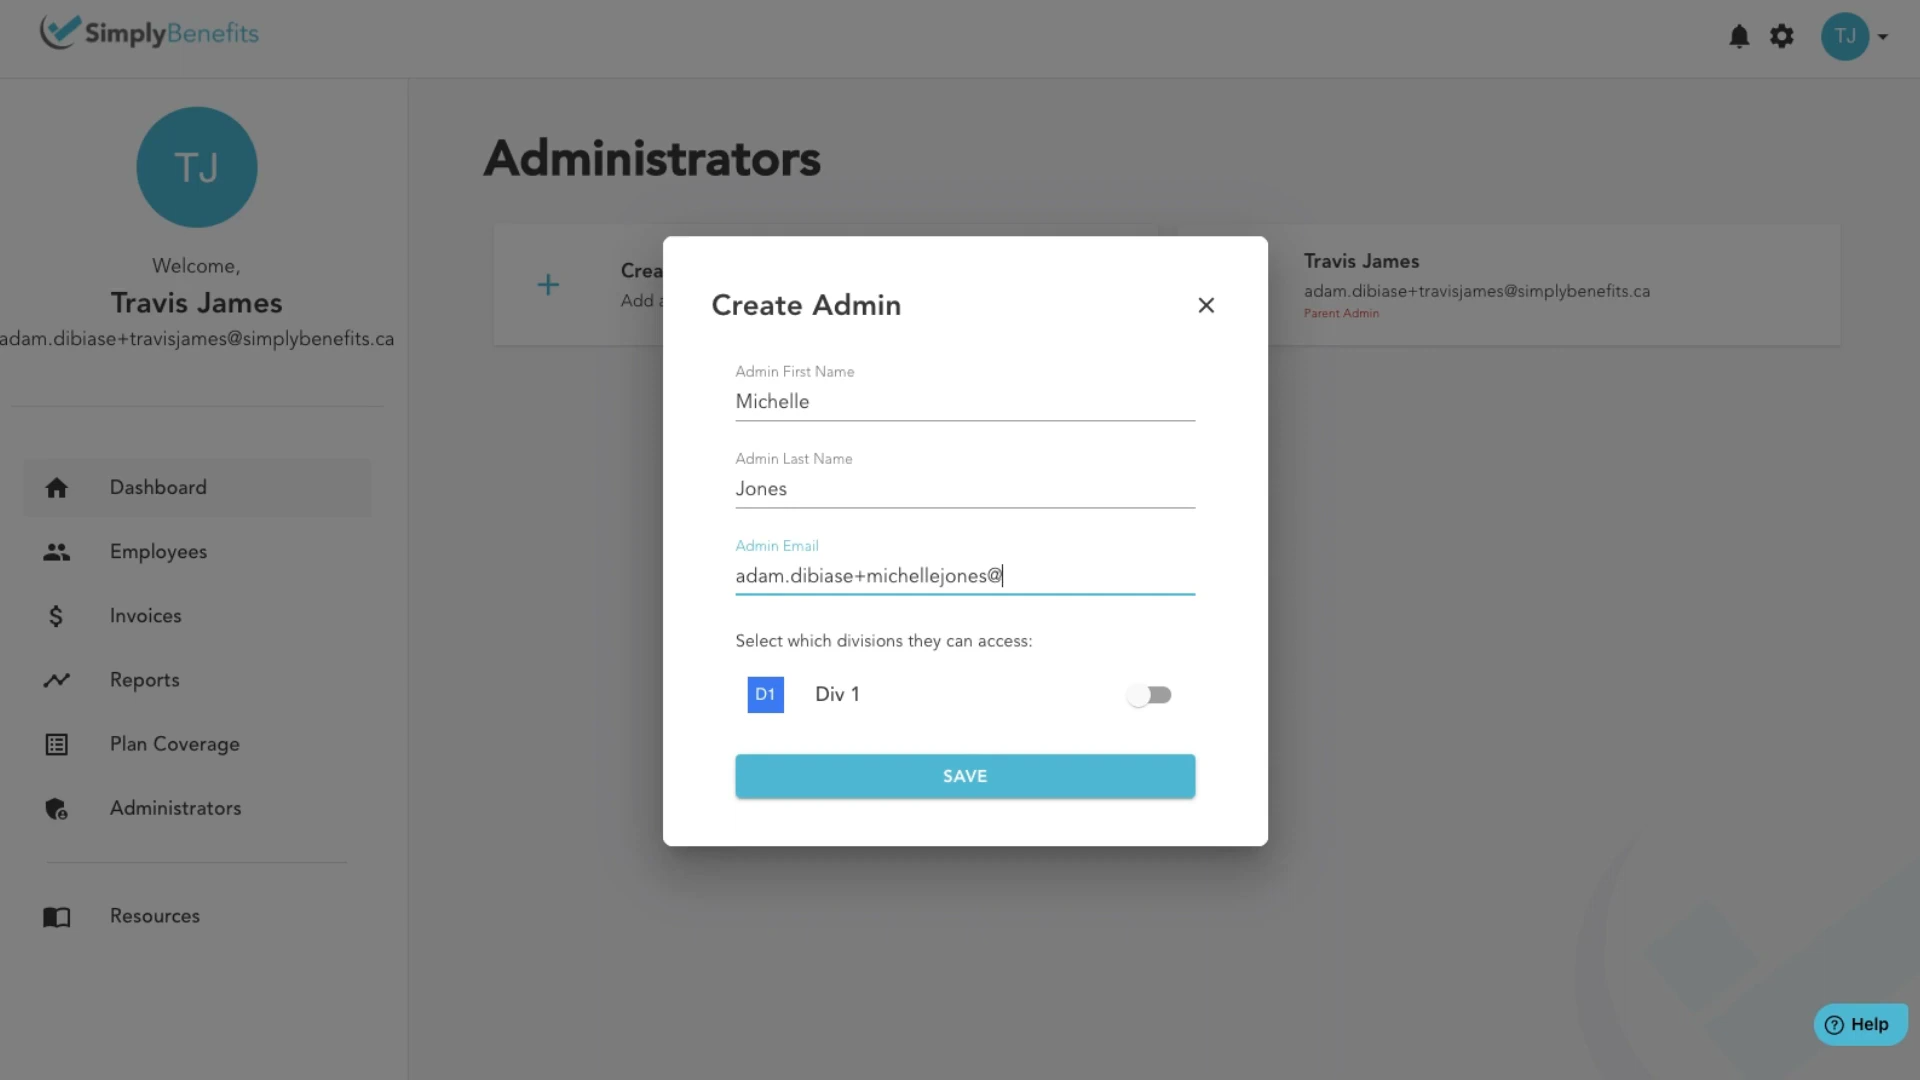 SimplyBenefits
TJ
TJ
Welcome,
Travis James
adam.dibiase+travisjames@simplybenefits.ca
Dashboard
Employees
Invoices
Reports
Plan Coverage
Administrators
Resources
Administrators
Crea
Add
Travis James
adam.dibiase+travisjames@simplybenefits.ca
Parent Admin
Create Admin
Admin First Name
Michelle
Admin Last Name
Jones
Admin Email
adam.dibiase+michellejones@
Select which divisions they can access:
D1 Div 1
SAVE
Help